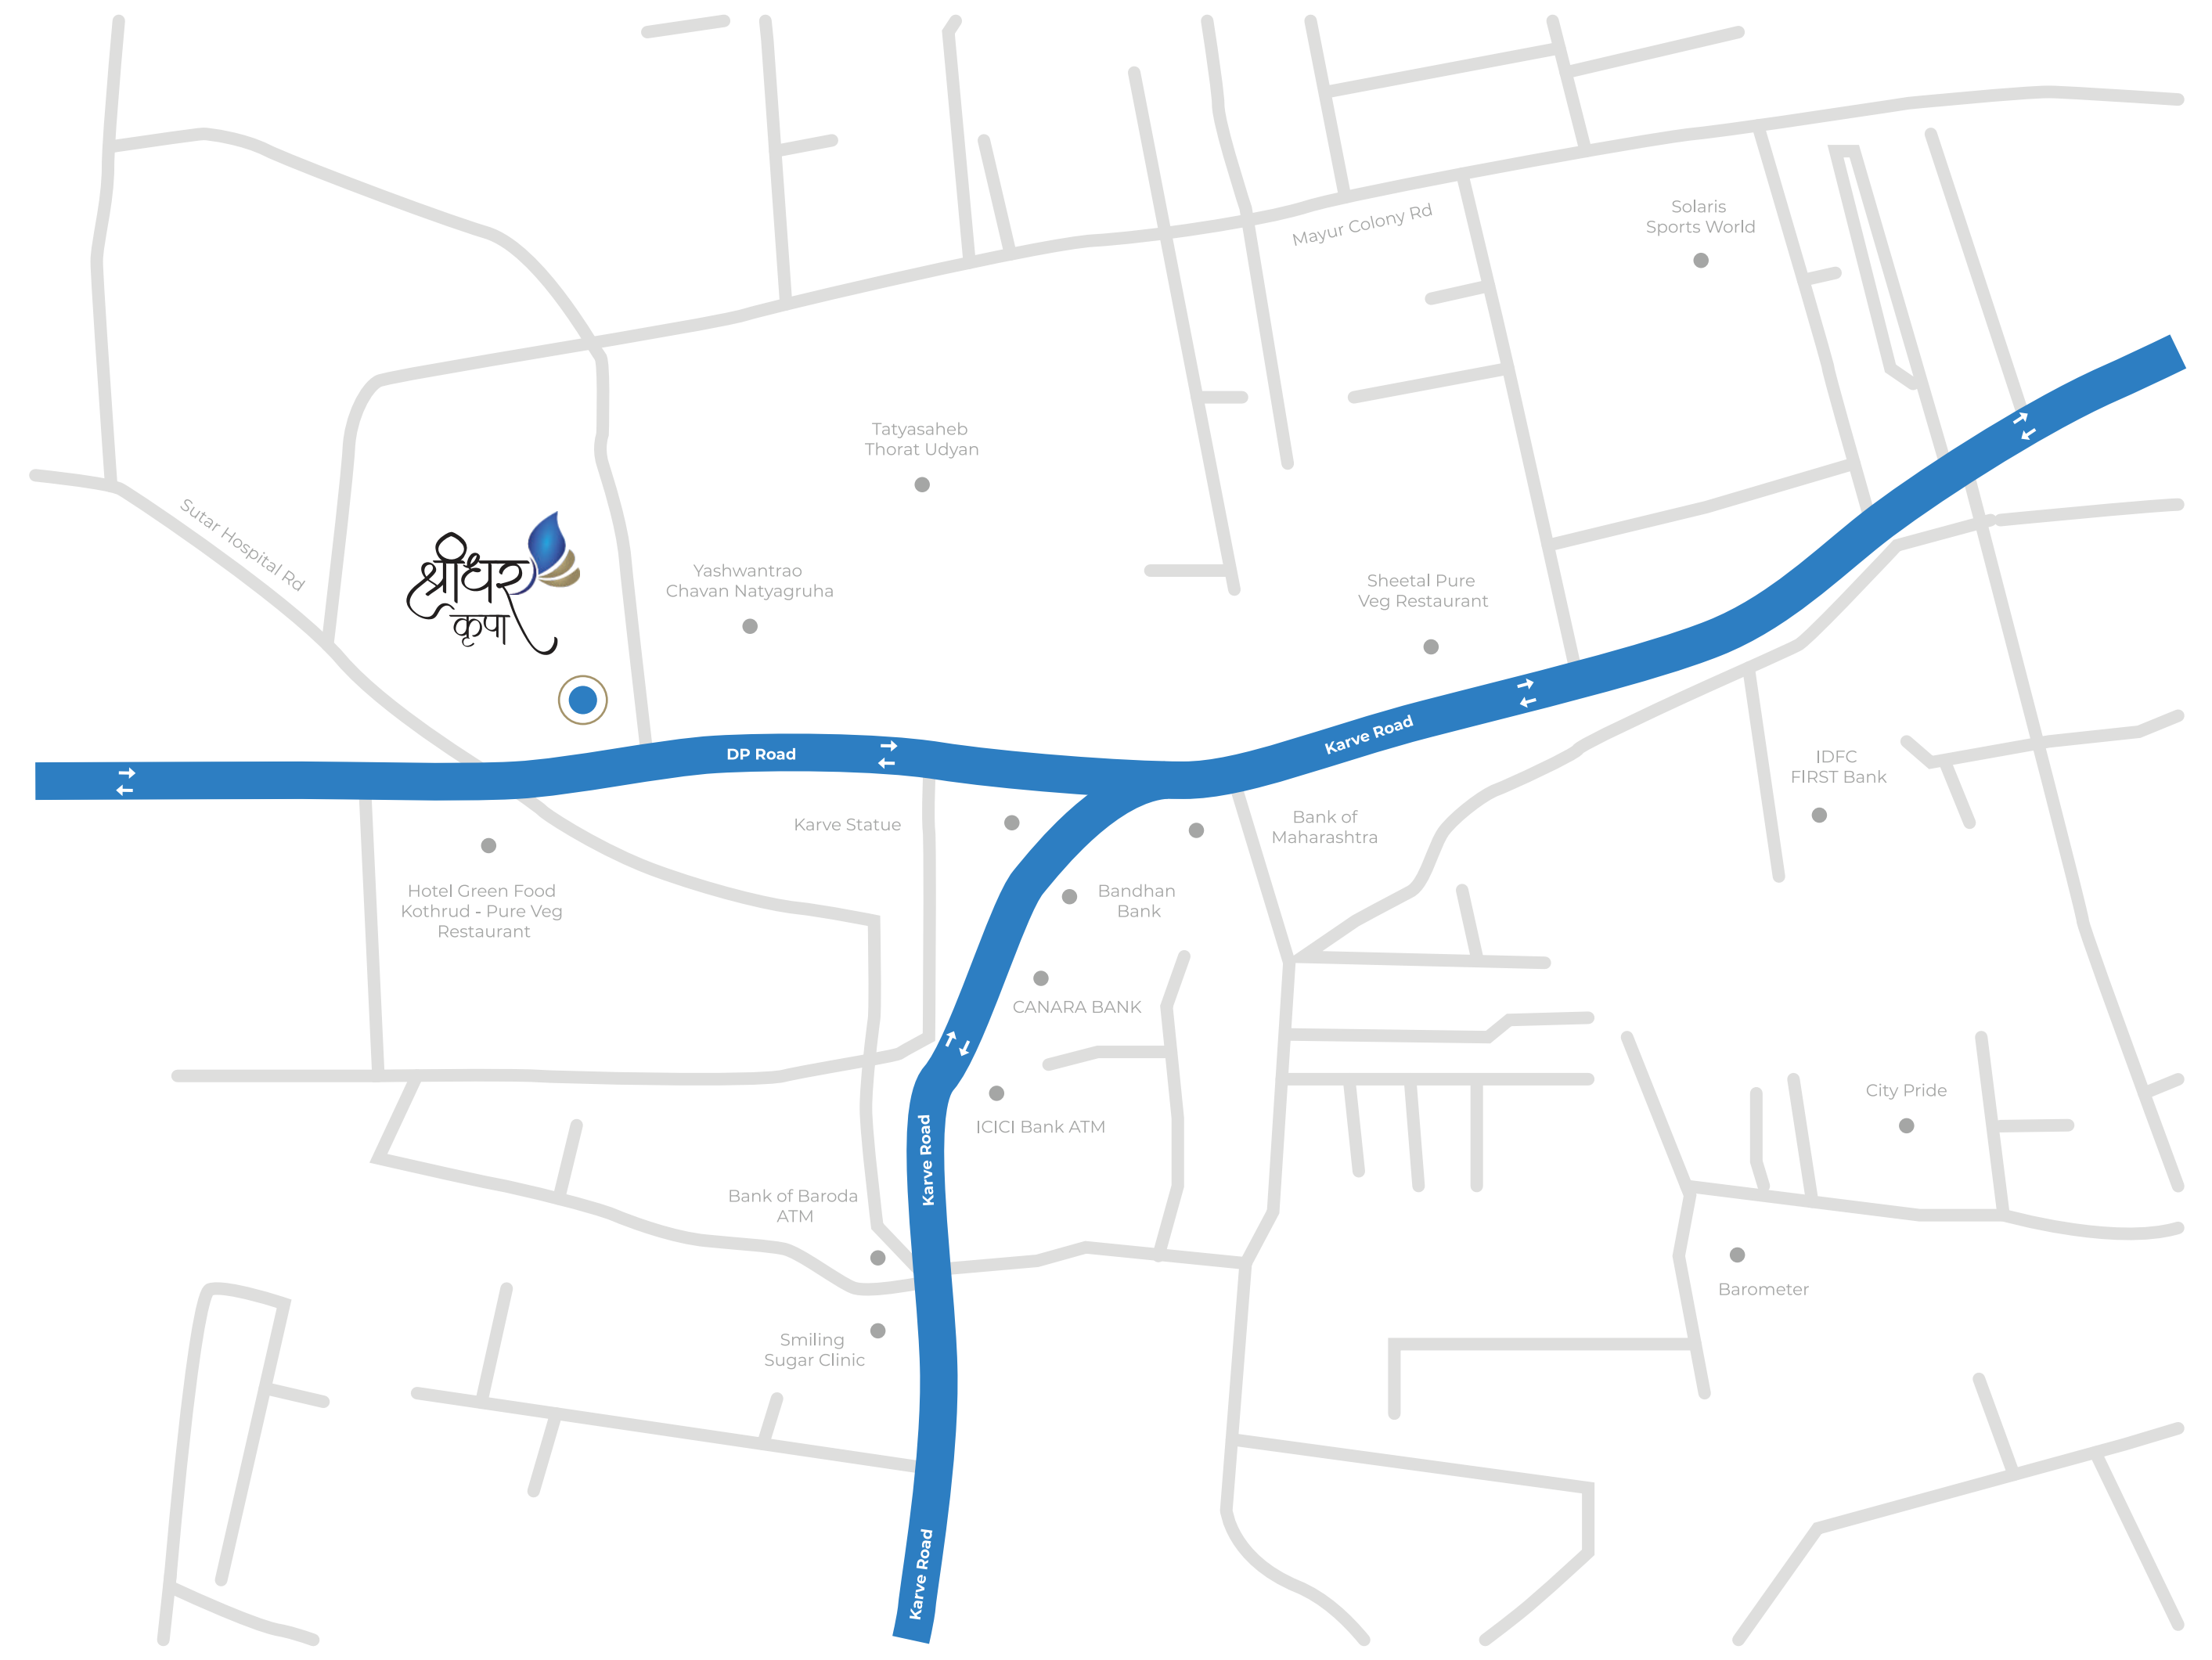 Solaris
Sports World
Mayur Colony Rd
Tatyasaheb
Thorat Udyan
Sutar Hospital Rd
श्रीधर
कृपा
Yashwantrao
Chavan Natyagruha
Sheetal Pure
Veg Restaurant
DP Road
Karve Road
IDFC
FIRST Bank
Karve Statue
Bank of
Maharashtra
Hotel Green Food
Kothrud - Pure Veg
Restaurant
Bandhan
Bank
CANARA BANK
ICICI Bank ATM
City Pride
Karve Road
Bank of Baroda
ATM
Barometer
Smiling
Sugar Clinic
Karve Road